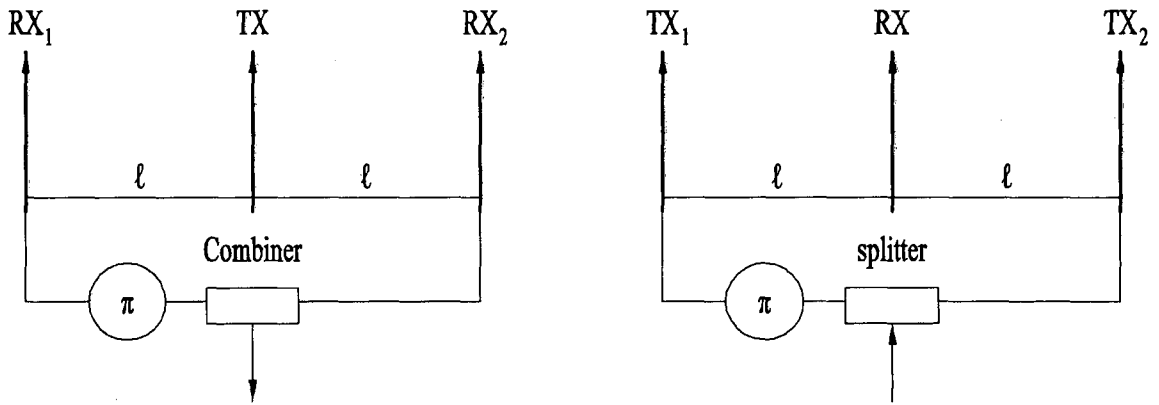 RX₁ TX RX₂ TX₁ RX TX₂
ℓ ℓ ℓ ℓ
Combiner splitter
π π